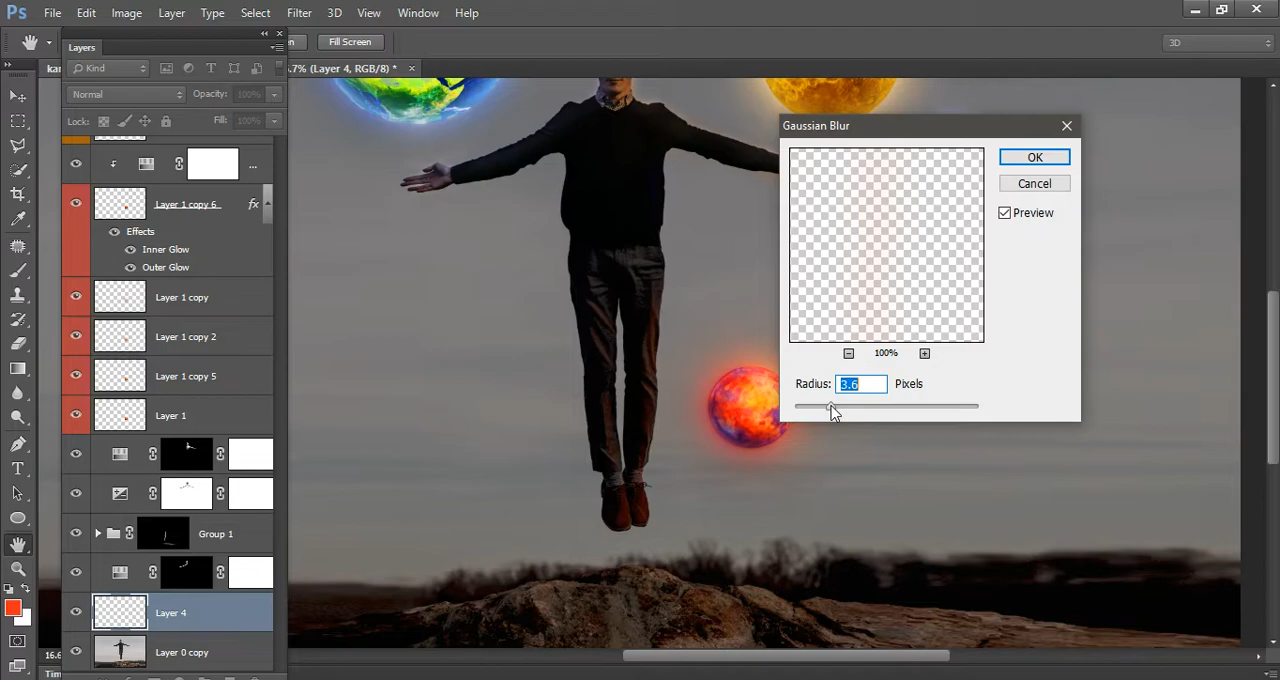 Ps File Edit Image Layer Type Select Filter 3D View Window Help
Layers
Fill Screen
3D
Kind
(Layer 4, RGB/8) *
Normal Opacity: 100%
Lock: Fill: 100%
Gaussian Blur
OK
Cancel
Preview
100%
Radius: 3.6 Pixels
...
Layer 1 copy 6 fx
Effects
Inner Glow
Outer Glow
Layer 1 copy
Layer 1 copy 2
Layer 1 copy 5
Layer 1
Group 1
Layer 4
Layer 0 copy